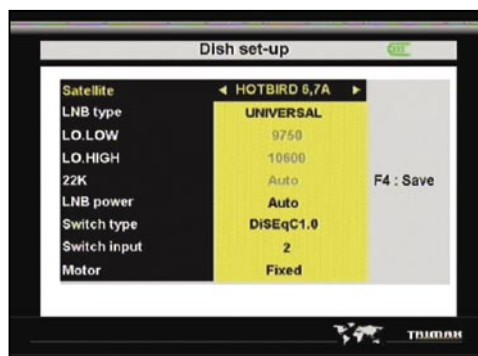 Dish set-up
Satellite ◄ HOTBIRD 6,7A ►
LNB type UNIVERSAL
LO.LOW 9750
LO.HIGH 10600
22K Auto
LNB power Auto
Switch type DiSEqC1.0
Switch input 2
Motor Fixed
F4 : Save
TRIMAX